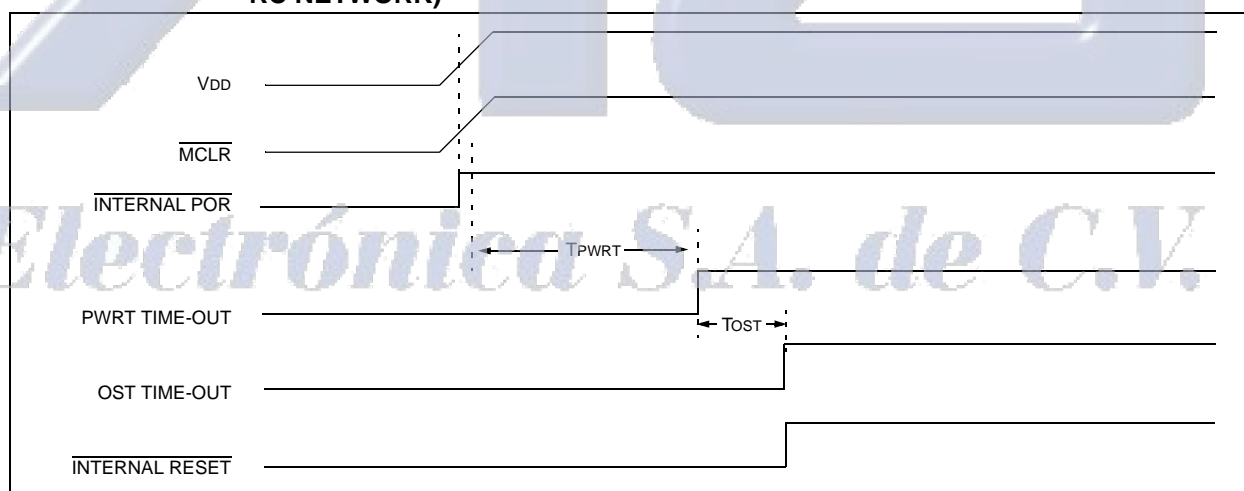 RC NETWORK)
VDD
MCLR
INTERNAL POR
TPWRT
Electrónica S.A. de C.V.
PWRT TIME-OUT
TOST
OST TIME-OUT
INTERNAL RESET